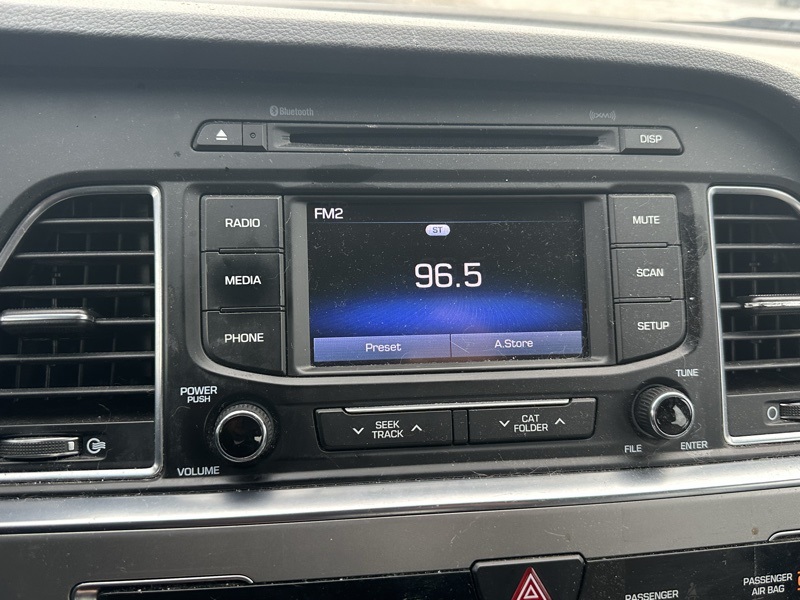 Bluetooth
DISP
RADIO
FM2
MUTE
ST
MEDIA
96.5
SCAN
PHONE
Preset
A.Store
SETUP
POWER
PUSH
TUNE
SEEK
TRACK
CAT
FOLDER
VOLUME
FILE
ENTER
PASSENGER
AIR BAG
PASSENGER